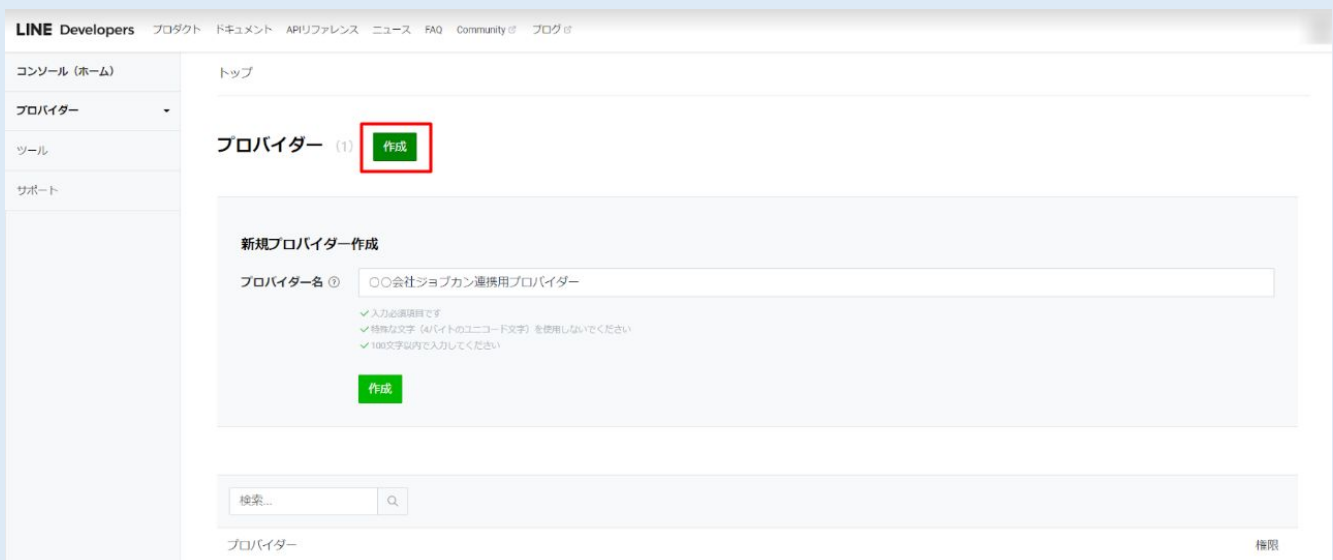 LINE Developers プロダクト ドキュメント APIリファレンス ニュース FAQ Community ブログ
コンソール（ホーム）
トップ
プロバイダー
プロバイダー (1) 作成
ツール
サポート
新規プロバイダー作成
プロバイダー名 ? 〇〇会社ジョブカン連携用プロバイダー
入力必須項目です
特殊な文字（4バイトのユニコード文字）を使用しないでください
100文字以内で入力してください
作成
検索...
プロバイダー 権限